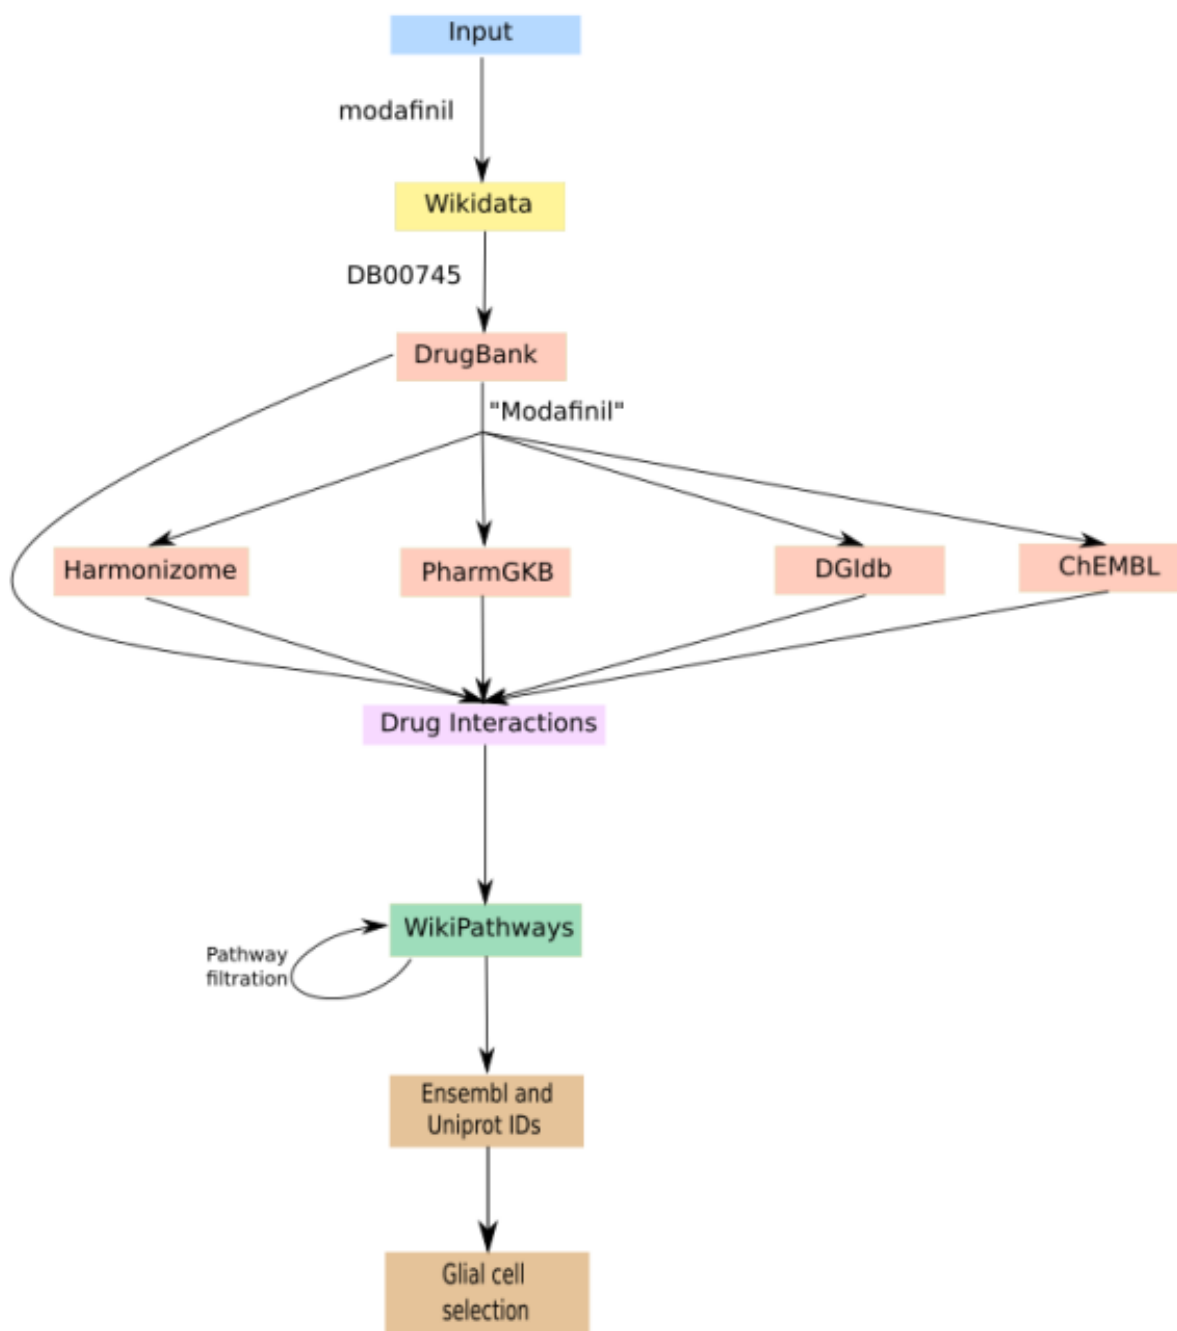 Input
modafinil
Wikidata
DB00745
DrugBank
"Modafinil"
Harmonizome
PharmGKB
DGIdb
ChEMBL
Drug Interactions
WikiPathways
Pathway
filtration
Ensembl and
Uniprot IDs
Glial cell
selection